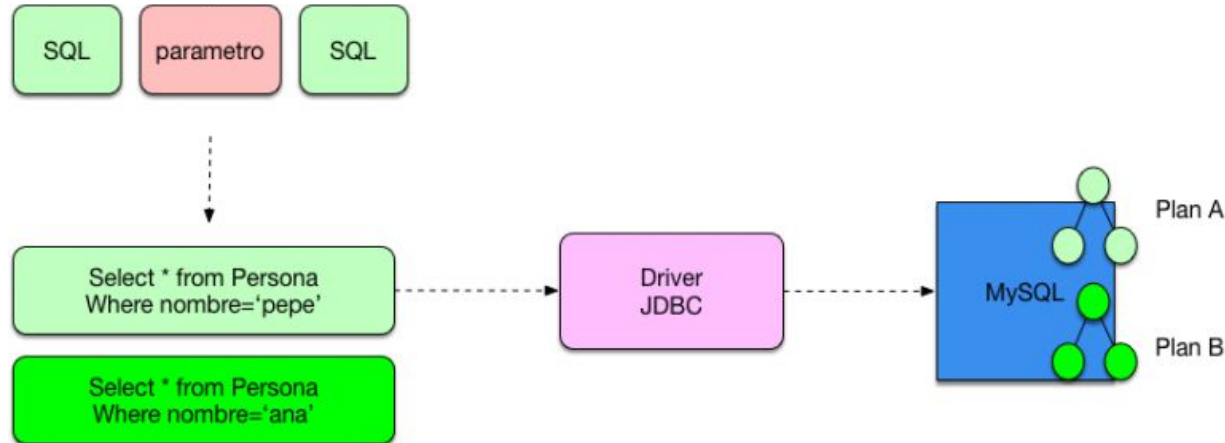 SQL
parametro
SQL
Select * from Persona
Where nombre=‘pepe’
Driver
JDBC
MySQL
Plan A
Plan B
Select * from Persona
Where nombre=‘ana’